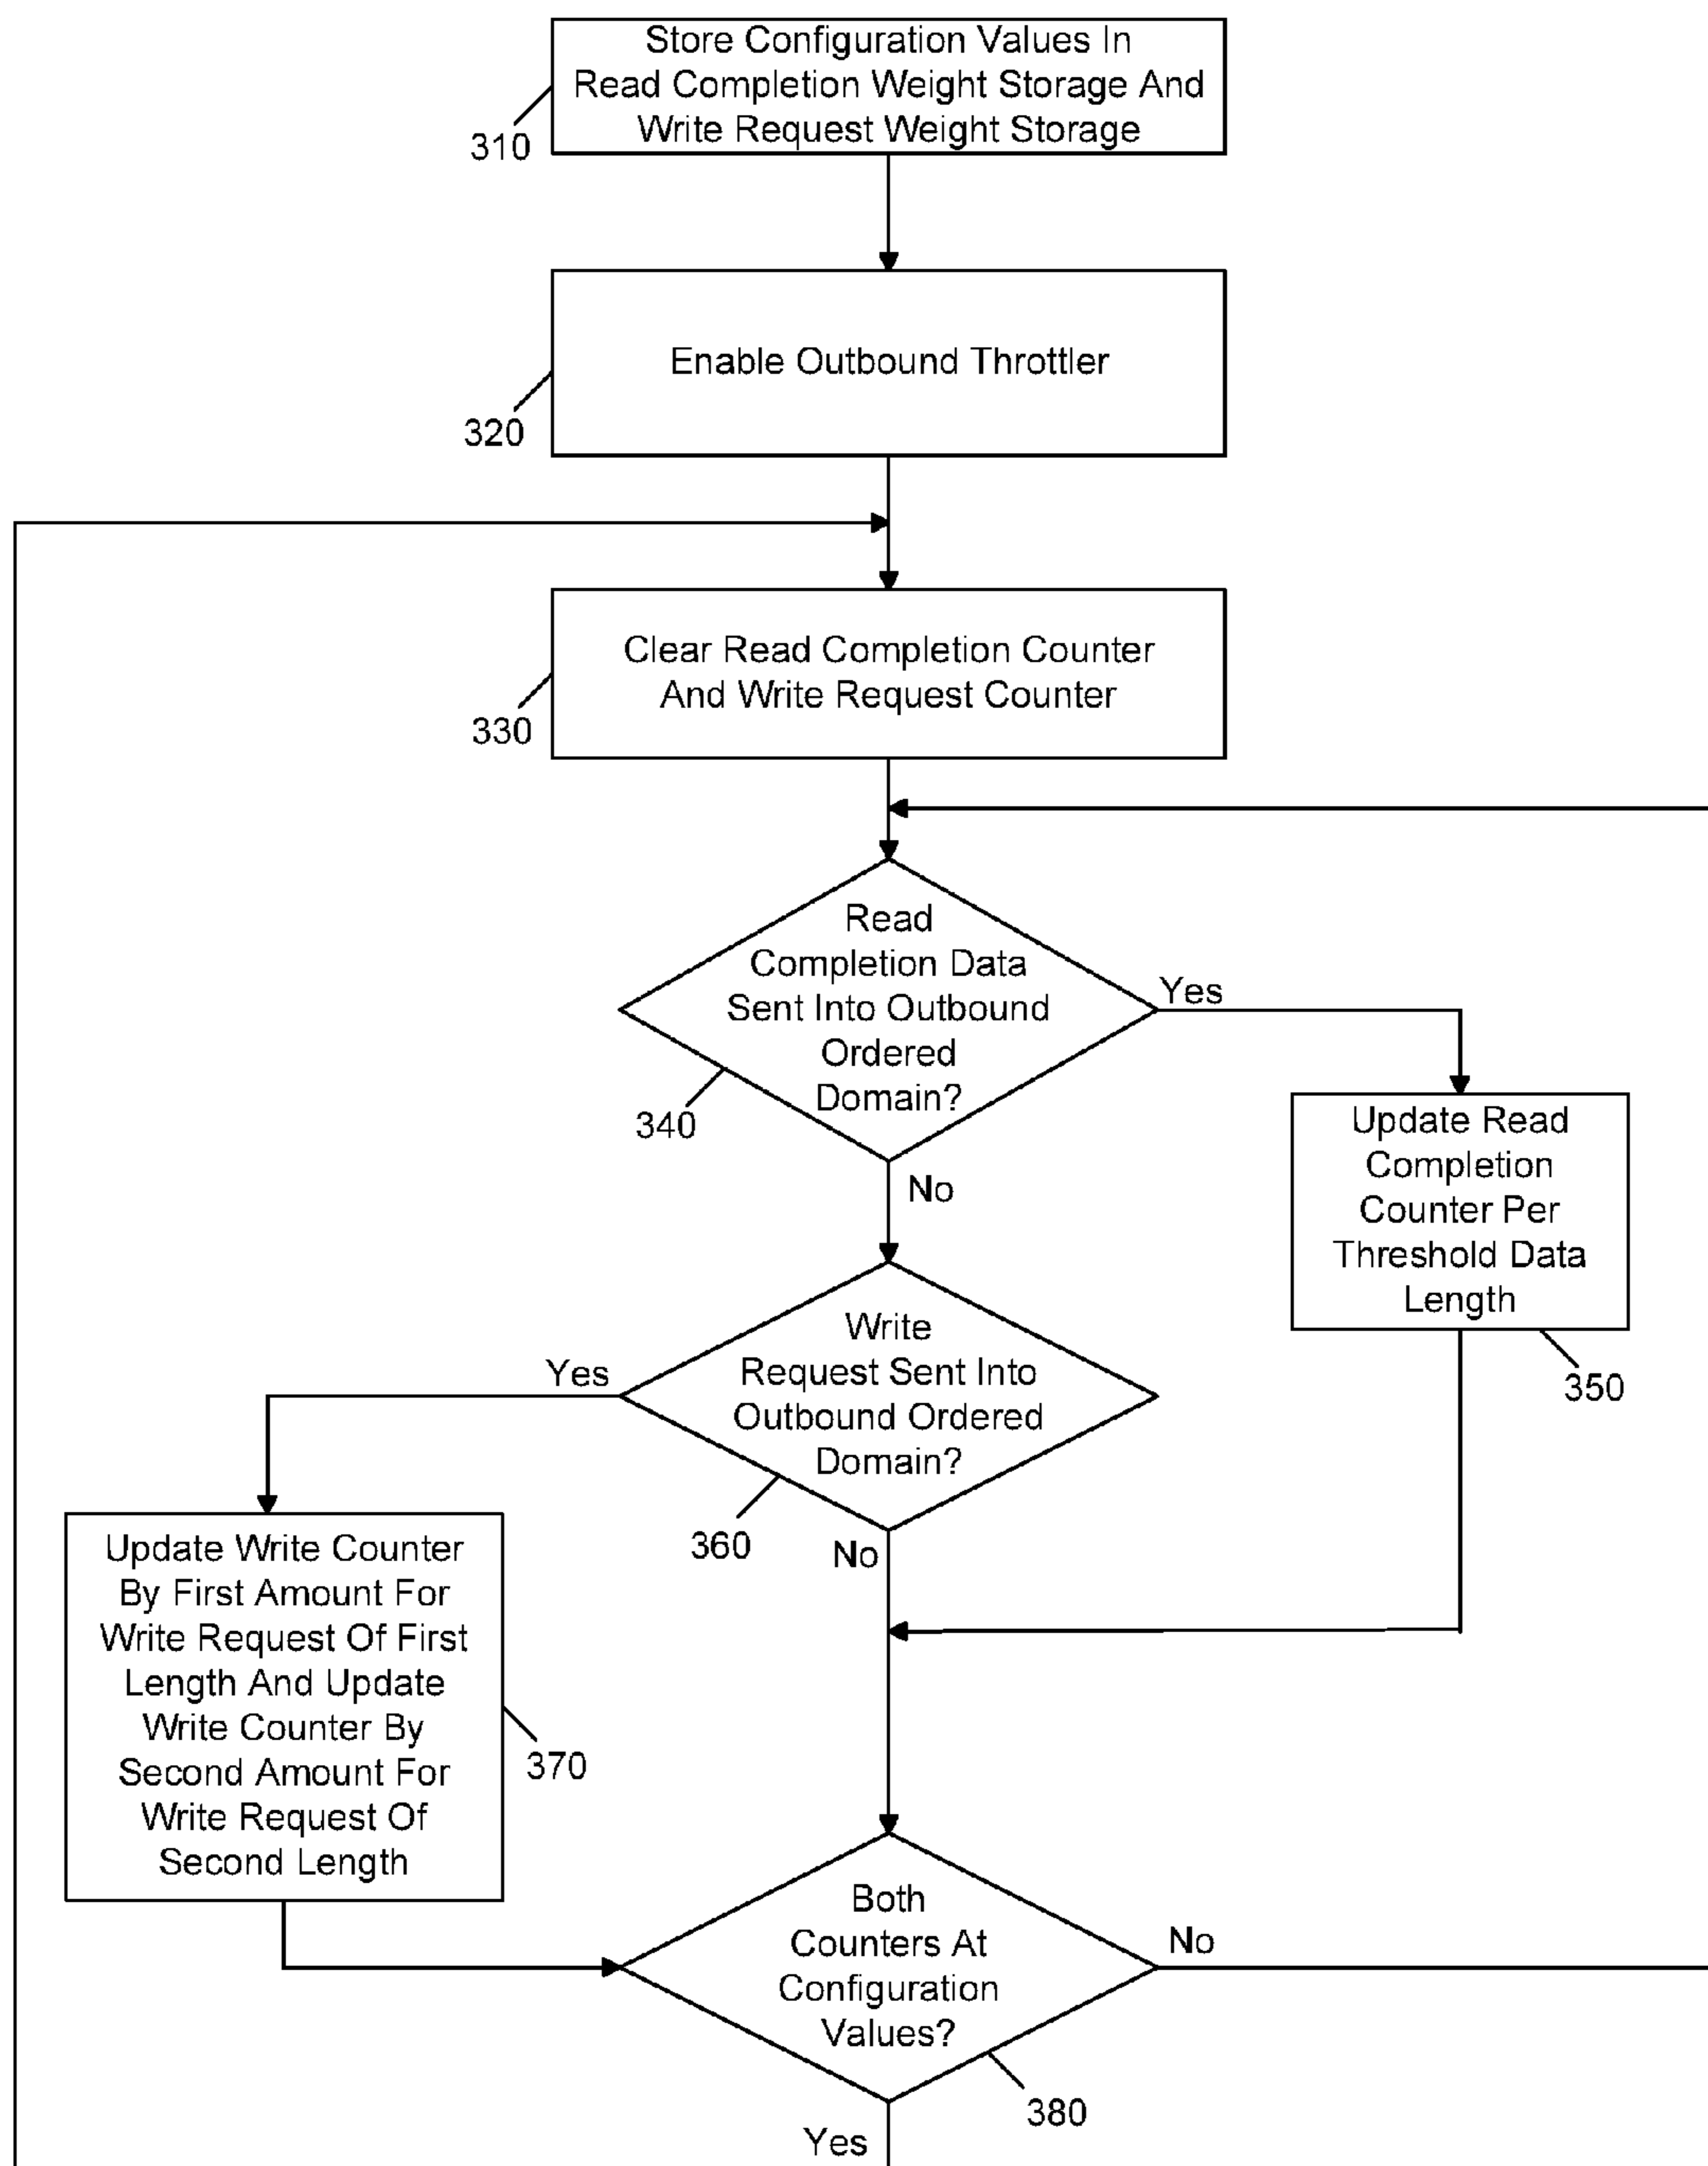 Store Configuration Values In
Read Completion Weight Storage And
Write Request Weight Storage
310
Enable Outbound Throttler
320
Clear Read Completion Counter
And Write Request Counter
330
Read
Completion Data
Sent Into Outbound
Ordered
Domain?
Yes
340
No
Update Read
Completion
Counter Per
Threshold Data
Length
350
Write
Request Sent Into
Outbound Ordered
Domain?
Yes
360
No
Update Write Counter
By First Amount For
Write Request Of First
Length And Update
Write Counter By
Second Amount For
Write Request Of
Second Length
370
Both
Counters At
Configuration
Values?
No
380
Yes